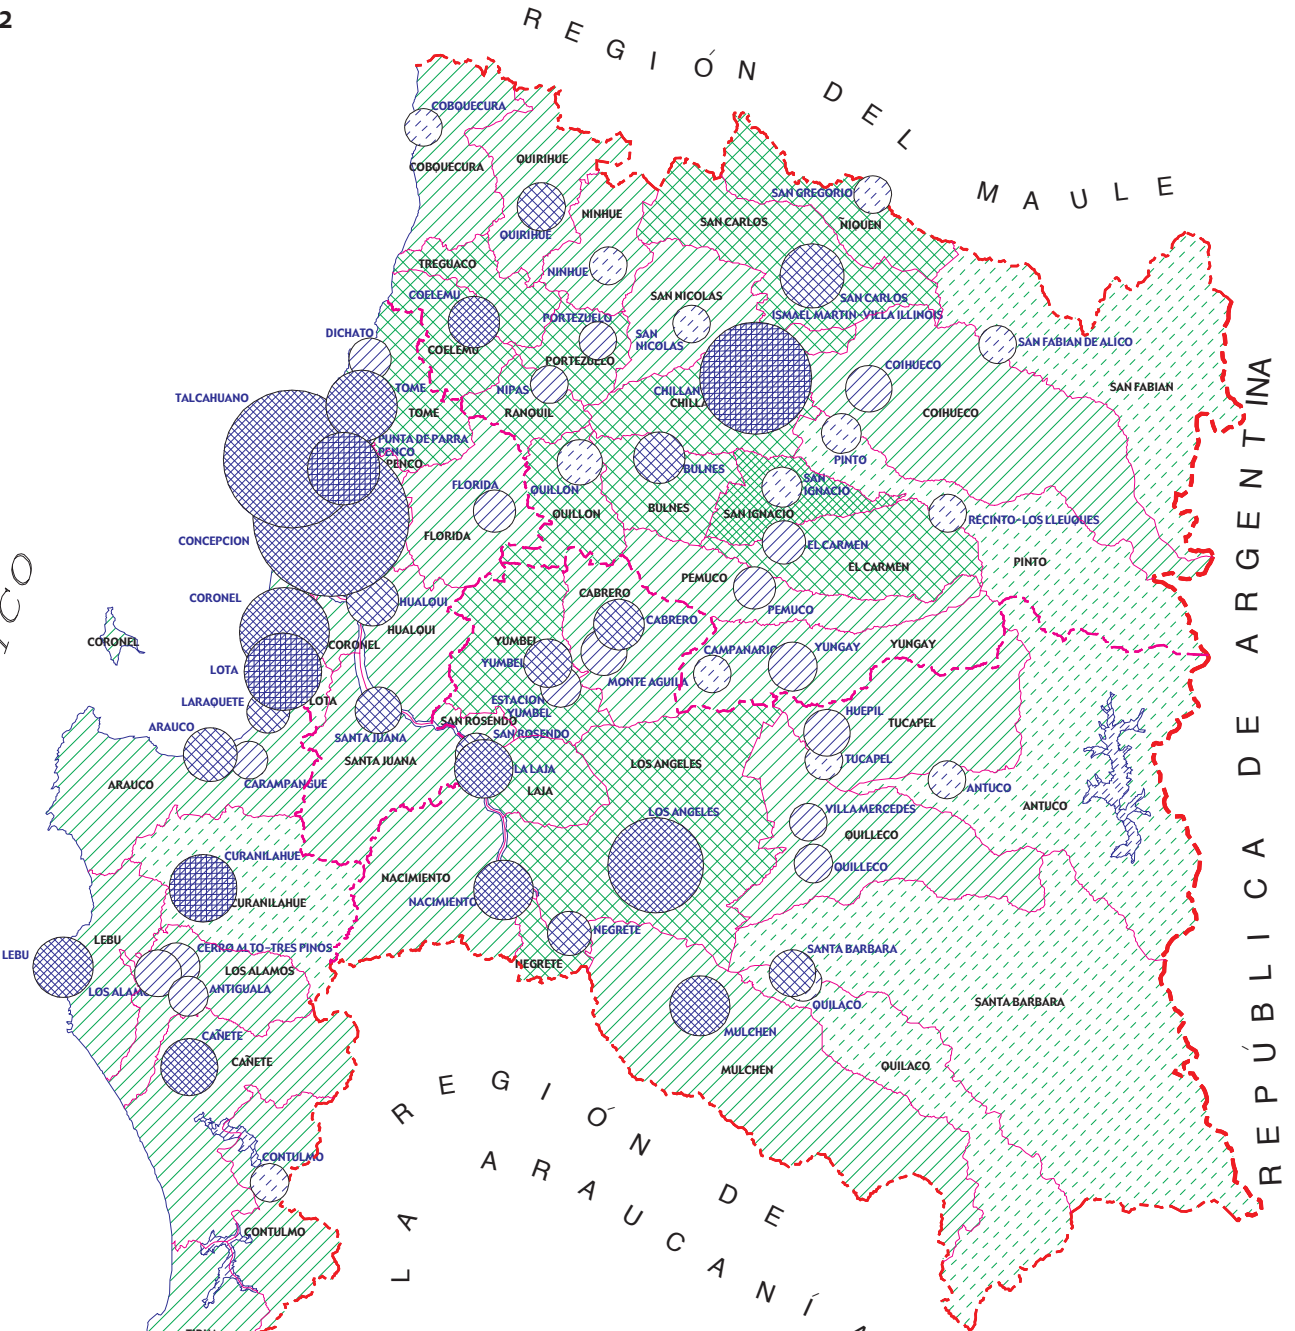 2
REGIÓN DEL MAULE
COBQUECURA
COBQUECURA
QUIRIHUE
QUIRIHUE
NINHUE
NINHUE
SAN GREGORIO
SAN CARLOS
ÑIQUEN
TREGUACO
COELEMU
SAN NICOLAS
SAN CARLOS
ISMAEL MARTIN-VILLA ILLINOIS
PORTEZUELO
DICHATO
SAN
NICOLAS
SAN FABIAN DE ALICO
COELEMU
PORTEZUELO
COIHUECO
SAN FABIAN
TALCAHUANO
TOME
NIPAS
CHILLAN
CHILLA
TOME
RANQUIL
COIHUECO
PUNTA DE PARRA
PENCO
PENCO
PINTO
BULNES
FLORIDA
QUILLON
SAN
IGNACIO
BULNES
QUILLON
SAN IGNACIO
RECINTO-LOS LLEUQUES
FLORIDA
CONCEPCION
EL CARMEN
EL CARMEN
PINTO
PEMUCO
CABRERO
CORONEL
HUALQUI
PEMUCO
CABRERO
HUALQUI
CORONEL
CORONEL
YUMBEL
YUNGAY
CAMPANARIO
YUNGAY
YUMBEL
LOTA
MONTE AGUILA
LARAQUETE
LOTA
ESTACION
YUMBEL
HUEPIL
SAN ROSENDO
TUCAPEL
ARAUCO
SAN ROSENDO
SANTA JUANA
SANTA JUANA
LOS ANGELES
TUCAPEL
LA LAJA
ARAUCO
CARAMPANGUE
LAJA
ANTUCO
ANTUCO
LOS ANGELES
VILLA MERCEDES
QUILLECO
CURANILAHUE
QUILLECO
NACIMIENTO
NACIMIENTO
CURANILAHUE
NEGRETE
LEBU
CERRO ALTO-TRES PINOS
SANTA BARBARA
LEBU
NEGRETE
LOS ALAMOS
LOS ALAM
ANTIGUALA
SANTA BARBARA
QUILACO
MULCHEN
CAÑETE
CAÑETE
QUILACO
MULCHEN
CONTULMO
CONTULMO
REGIÓN DE
LA ARAUCANÍA
REPÚBLICA DE ARGENTINA